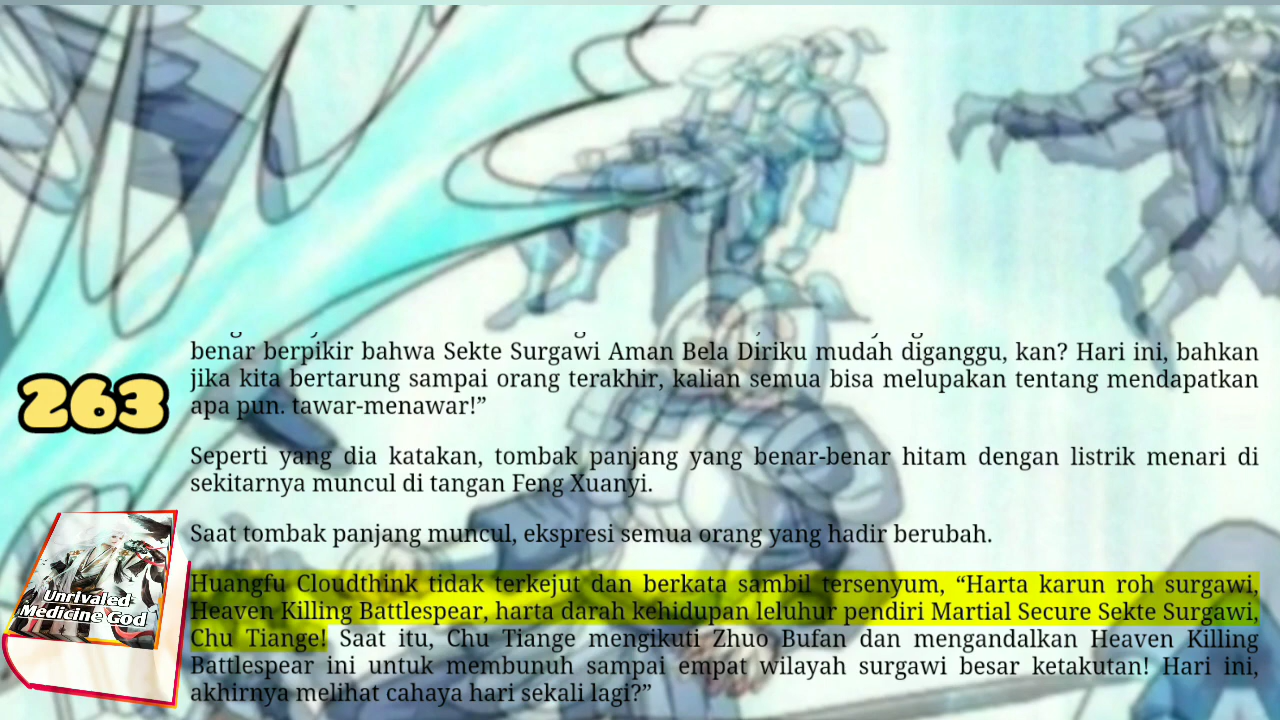 benar berpikir bahwa Sekte Surgawi Aman Bela Diriku mudah diganggu, kan? Hari ini, bahkan
jika kita bertarung sampai orang terakhir, kalian semua bisa melupakan tentang mendapatkan
apa pun. tawar-menawar!”
263
Seperti yang dia katakan, tombak panjang yang benar-benar hitam dengan listrik menari di
sekitarnya muncul di tangan Feng Xuanyi.
Saat tombak panjang muncul, ekspresi semua orang yang hadir berubah.
Huangfu Cloudthink tidak terkejut dan berkata sambil tersenyum, “Harta karun roh surgawi,
Heaven Killing Battlespear, harta darah kehidupan leluhur pendiri Martial Secure Sekte Surgawi,
Chu Tiange! Saat itu, Chu Tiange mengikuti Zhuo Bufan dan mengandalkan Heaven Killing
Battlespear ini untuk membunuh sampai empat wilayah surgawi besar ketakutan! Hari ini,
akhirnya melihat cahaya hari sekali lagi?”
Unrivaled
Medicine God